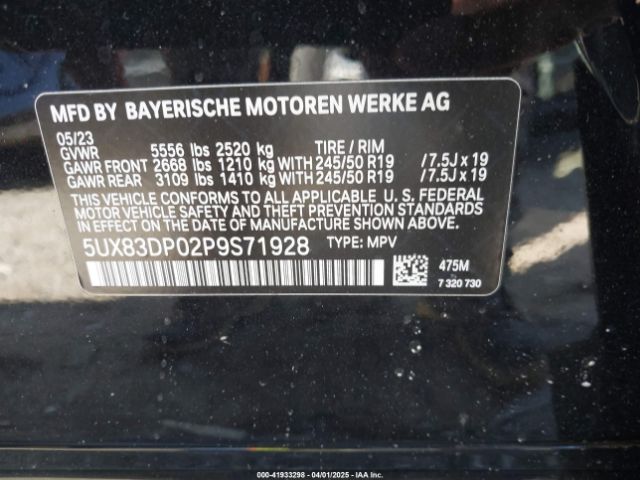 MFD BY BAYERISCHE MOTOREN WERKE AG
05/23
GVWR 5556 lbs 2520 kg TIRE / RIM
GAWR FRONT 2668 lbs 1210 kg WITH 245/50 R19 /7.5J x 19
GAWR REAR 3109 lbs 1410 kg WITH 245/50 R19 /7.5J x 19
THIS VEHICLE CONFORMS TO ALL APPLICABLE U. S. FEDERAL
MOTOR VEHICLE SAFETY AND THEFT PREVENTION STANDARDS
IN EFFECT ON THE DATE OF MANUFACTURE SHOWN ABOVE.
5UX83DP02P9S71928 TYPE: MPV
475M
7 320 730
000-41933298 04/01/2025 IAA Inc.